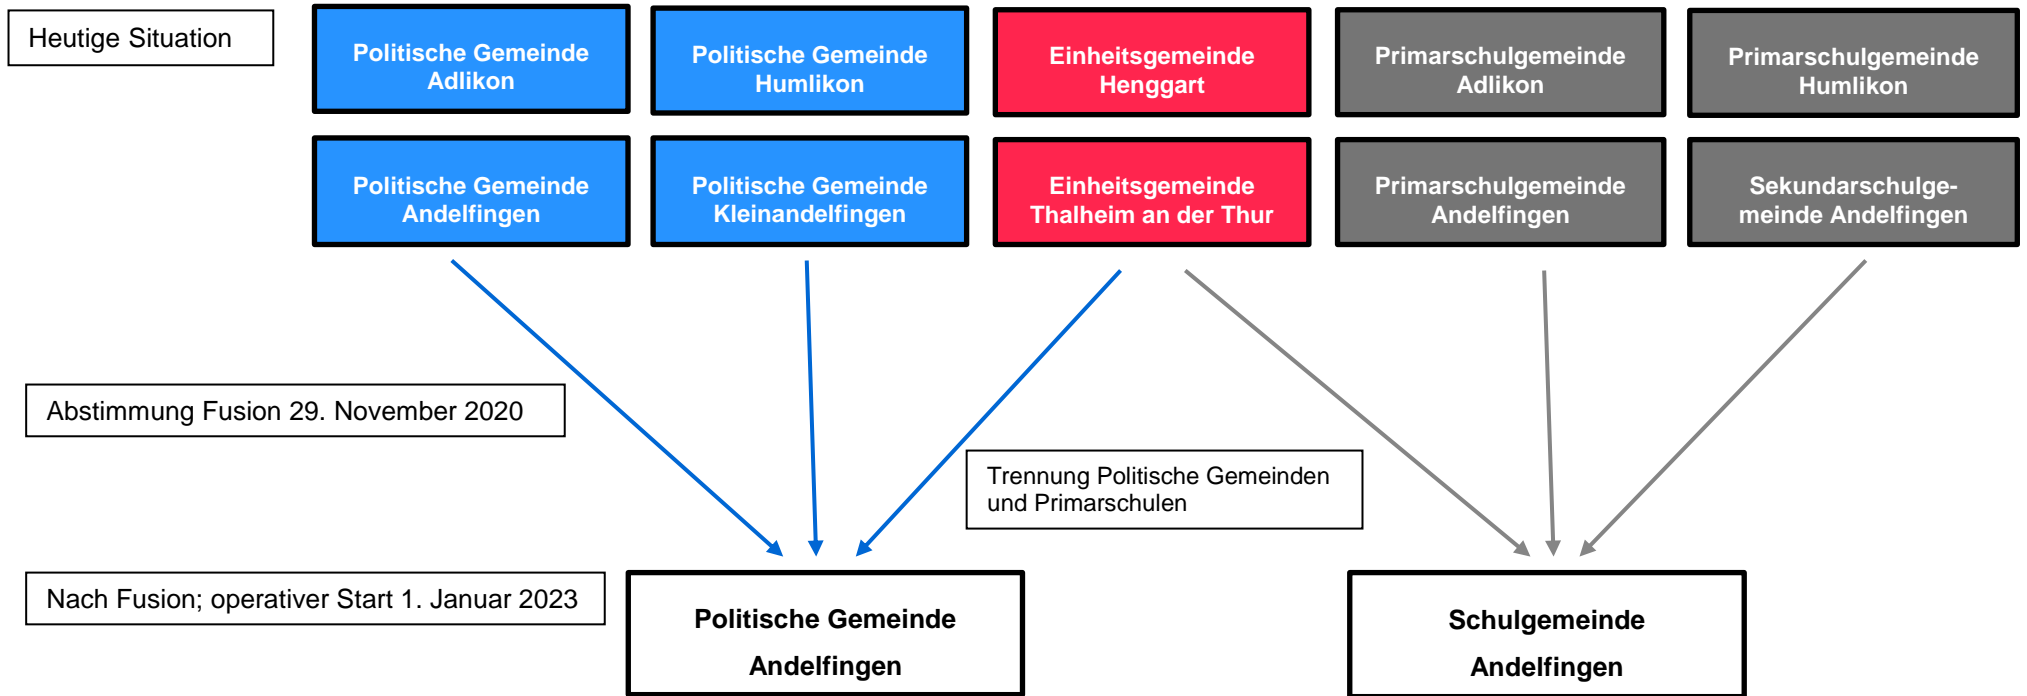 Heutige Situation
Politische Gemeinde
Adlikon
Politische Gemeinde
Humlikon
Einheitsgemeinde
Henggart
Primarschulgemeinde
Adlikon
Primarschulgemeinde
Humlikon
Politische Gemeinde
Andelfingen
Politische Gemeinde
Kleinandelfingen
Einheitsgemeinde
Thalheim an der Thur
Primarschulgemeinde
Andelfingen
Sekundarschulge-
meinde Andelfingen
Abstimmung Fusion 29. November 2020
Trennung Politische Gemeinden
und Primarschulen
Nach Fusion; operativer Start 1. Januar 2023
Politische Gemeinde
Andelfingen
Schulgemeinde
Andelfingen